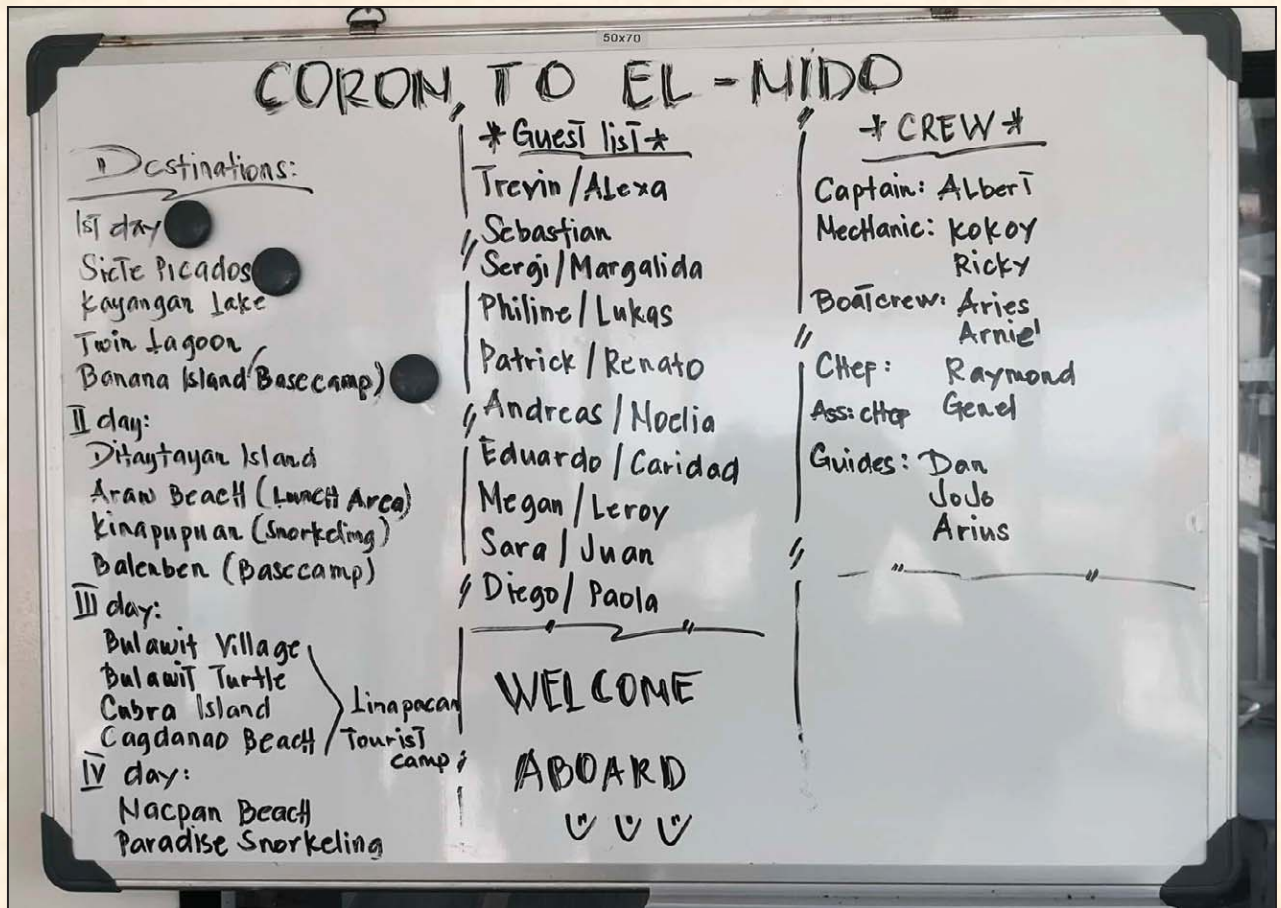 50x70
CORON, TO EL-NIDO
Destinations:
1st day
Siete Picados
Kayangan Lake
Twin Lagoon
Banana Island (Basecamp)
II day:
Ditaytayan Island
Araw Beach (Lunch Area)
Kinapupuan (Snorkeling)
Balenben (Basecamp)
III day:
Bulawit Village
Bulawit Turtle
Cubra Island
Cagdanao Beach
Linapacan
Tourist
camp
IV day:
Nacpan Beach
Paradise Snorkeling
*Guest list*
Trevin/Alexa
Sebastian
Sergi/Margalida
Philine/Lukas
Patrick/Renato
Andreas/Noelia
Eduardo/Caridad
Megan/Leroy
Sara/Juan
Diego/Paola
WELCOME
ABOARD
*CREW*
Captain: Albert
Mechanic: Kokoy
Ricky
Boatcrew: Aries
Arniel
Chep: Raymond
Ass: chep Genel
Guides: Dan
JoJo
Arius